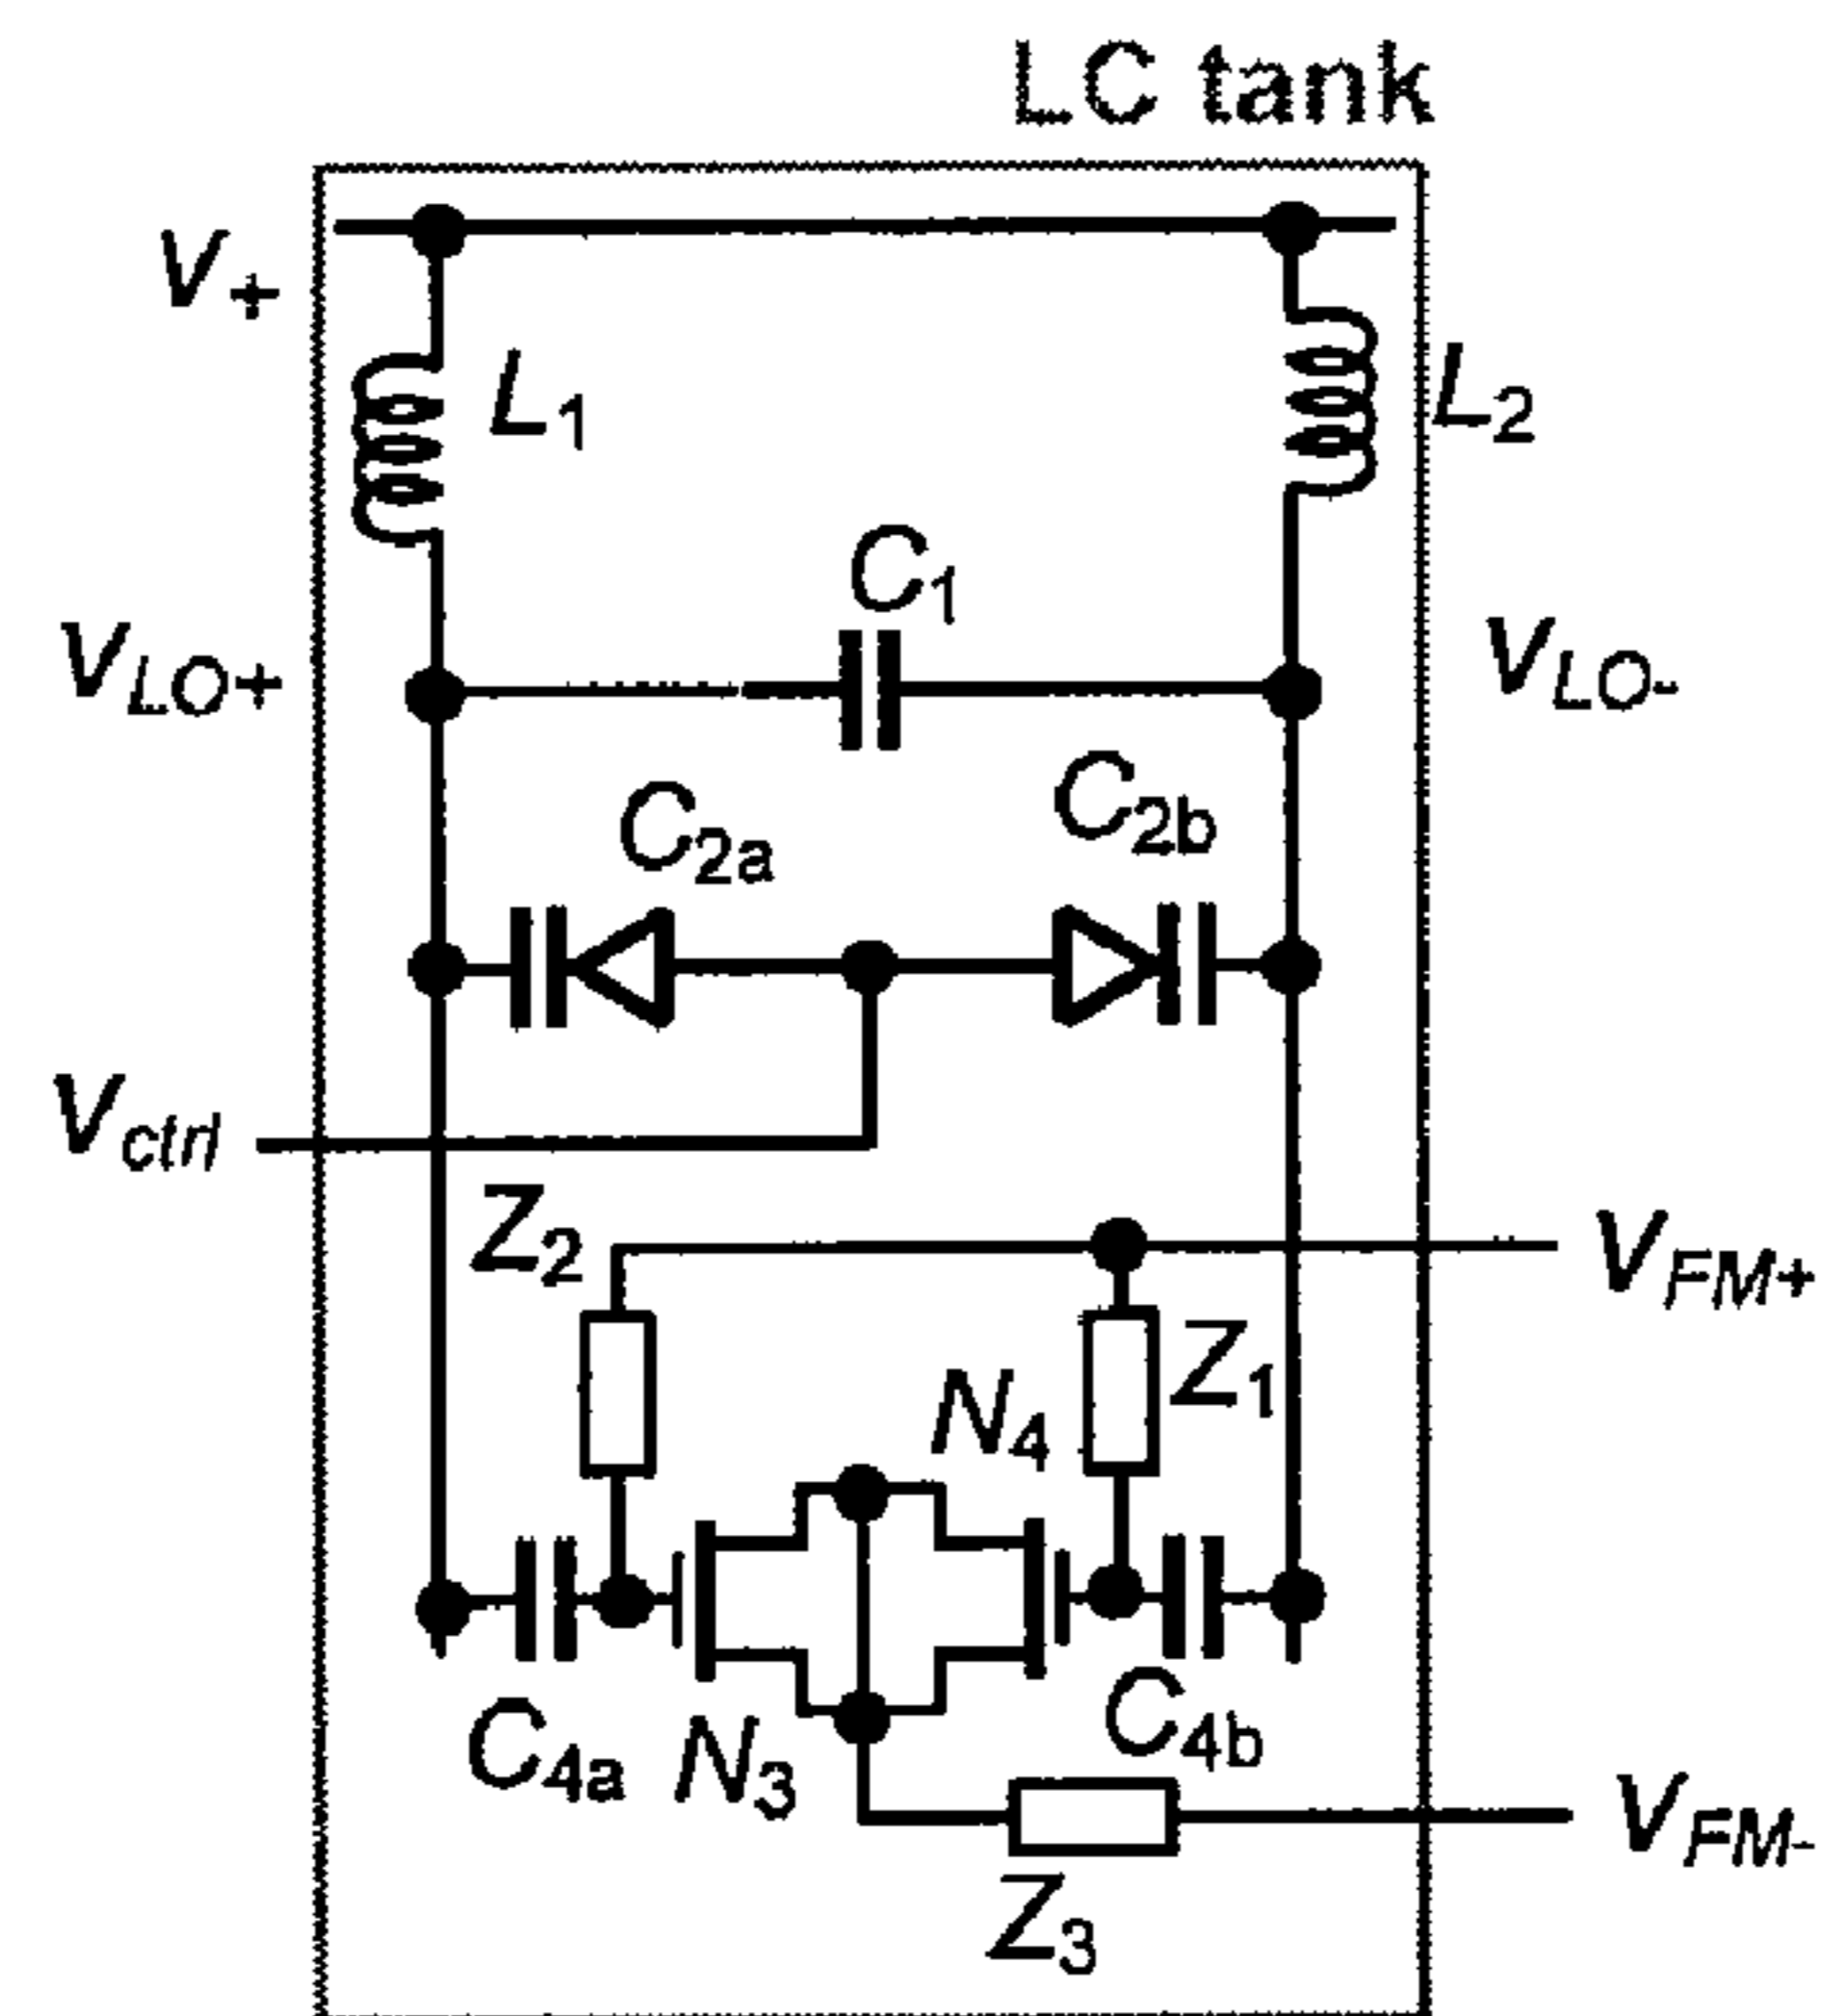 LC tank
V+
L1
L2
C1
VLO+
VLO-
C2a
C2b
Vctrl
Z2
VFM+
Z1
N4
C4a
N3
C4b
VFM-
Z3